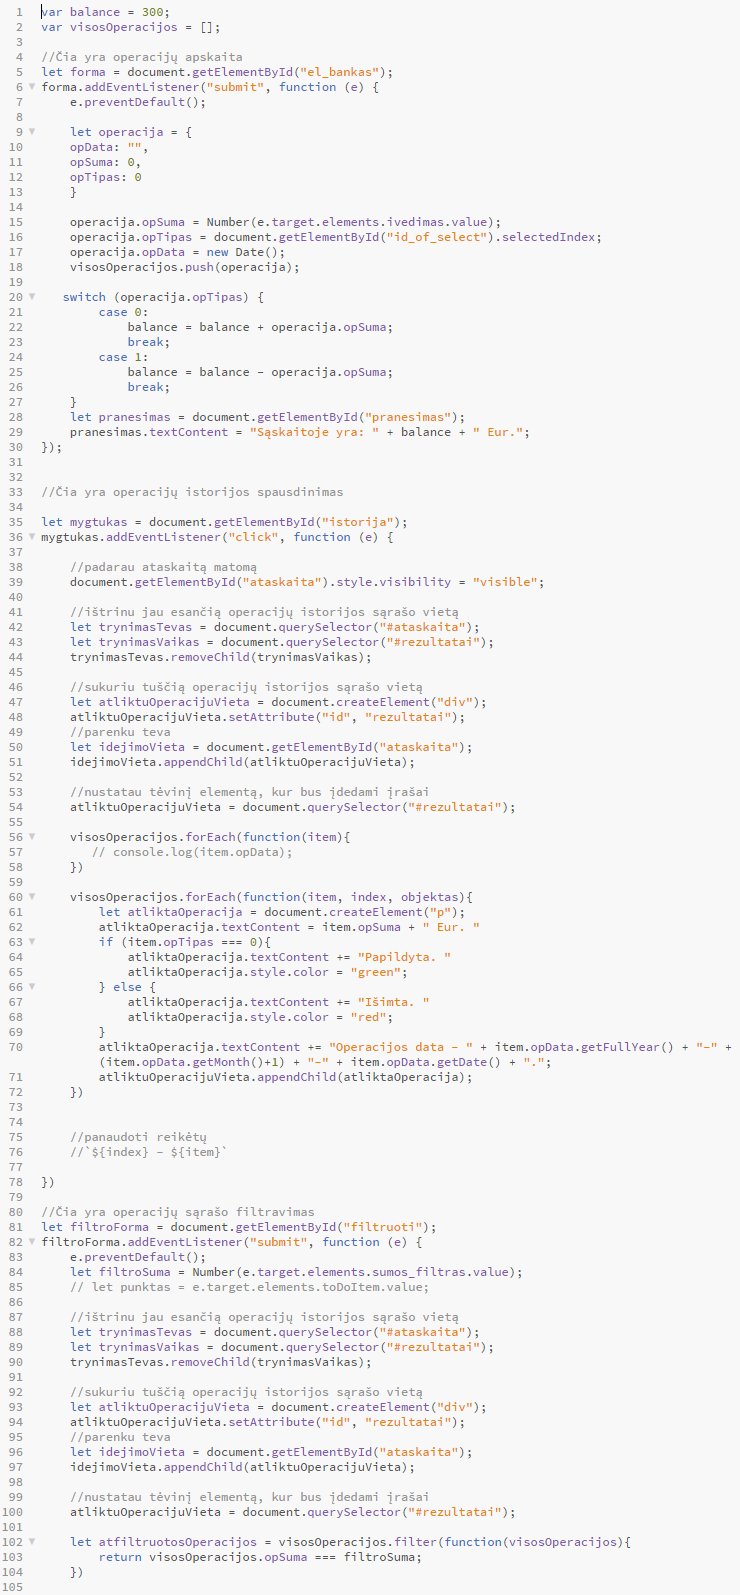 1 var balance = 300;
2 var visosOperacijos = [];
3
4 //Čia yra operacijų apskaita
5 let forma = document.getElementById("el_bankas");
6 forma.addEventListener("submit", function (e) {
7     e.preventDefault();
8
9     let operacija = {
10     opData: "",
11     opSuma: 0,
12     opTipas: 0
13     }
14
15     operacija.opSuma = Number(e.target.elements.ivedimas.value);
16     operacija.opTipas = document.getElementById("id_of_select").selectedIndex;
17     operacija.opData = new Date();
18     visosOperacijos.push(operacija);
19
20    switch (operacija.opTipas) {
21         case 0:
22             balance = balance + operacija.opSuma;
23             break;
24         case 1:
25             balance = balance - operacija.opSuma;
26             break;
27     }
28     let pranesimas = document.getElementById("pranesimas");
29     pranesimas.textContent = "Sąskaitoje yra: " + balance + " Eur.";
30 });
31
32
33 //Čia yra operacijų istorijos spausdinimas
34
35 let mygtukas = document.getElementById("istorija");
36 mygtukas.addEventListener("click", function (e) {
37
38     //padarau ataskaitą matomą
39     document.getElementById("ataskaita").style.visibility = "visible";
40
41     //ištrinu jau esančią operacijų istorijos sąrašo vietą
42     let trynimasTevas = document.querySelector("#ataskaita");
43     let trynimasVaikas = document.querySelector("#rezultatai");
44     trynimasTevas.removeChild(trynimasVaikas);
45
46     //sukuriu tuščią operacijų istorijos sąrašo vietą
47     let atliktuOperacijuVieta = document.createElement("div");
48     atliktuOperacijuVieta.setAttribute("id", "rezultatai");
49     //parenku teva
50     let idejimoVieta = document.getElementById("ataskaita");
51     idejimoVieta.appendChild(atliktuOperacijuVieta);
52
53     //nustatau tėvinį elementą, kur bus įdedami įrašai
54     atliktuOperacijuVieta = document.querySelector("#rezultatai");
55
56     visosOperacijos.forEach(function(item){
57        // console.log(item.opData);
58     })
59
60     visosOperacijos.forEach(function(item, index, objektas){
61         let atliktaOperacija = document.createElement("p");
62         atliktaOperacija.textContent = item.opSuma + " Eur. "
63         if (item.opTipas === 0){
64             atliktaOperacija.textContent += "Papildyta. "
65             atliktaOperacija.style.color = "green";
66         } else {
67             atliktaOperacija.textContent += "Išimta. "
68             atliktaOperacija.style.color = "red";
69         }
70         atliktaOperacija.textContent += "Operacijos data - " + item.opData.getFullYear() + "-" +
(item.opData.getMonth()+1) + "-" + item.opData.getDate() + ".";
71         atliktuOperacijuVieta.appendChild(atliktaOperacija);
72     })
73
74
75     //panaudoti reikėtų
76     //`${index} - ${item}`
77
78 })
79
80 //Čia yra operacijų sąrašo filtravimas
81 let filtroForma = document.getElementById("filtruoti");
82 filtroForma.addEventListener("submit", function (e) {
83     e.preventDefault();
84     let filtroSuma = Number(e.target.elements.sumos_filtras.value);
85     // let punktas = e.target.elements.toDoItem.value;
86
87     //ištrinu jau esančią operacijų istorijos sąrašo vietą
88     let trynimasTevas = document.querySelector("#ataskaita");
89     let trynimasVaikas = document.querySelector("#rezultatai");
90     trynimasTevas.removeChild(trynimasVaikas);
91
92     //sukuriu tuščią operacijų istorijos sąrašo vietą
93     let atliktuOperacijuVieta = document.createElement("div");
94     atliktuOperacijuVieta.setAttribute("id", "rezultatai");
95     //parenku teva
96     let idejimoVieta = document.getElementById("ataskaita");
97     idejimoVieta.appendChild(atliktuOperacijuVieta);
98
99     //nustatau tėvinį elementą, kur bus įdedami įrašai
100     atliktuOperacijuVieta = document.querySelector("#rezultatai");
101
102     let atfiltruotosOperacijos = visosOperacijos.filter(function(visosOperacijos){
103         return visosOperacijos.opSuma === filtroSuma;
104     })
105